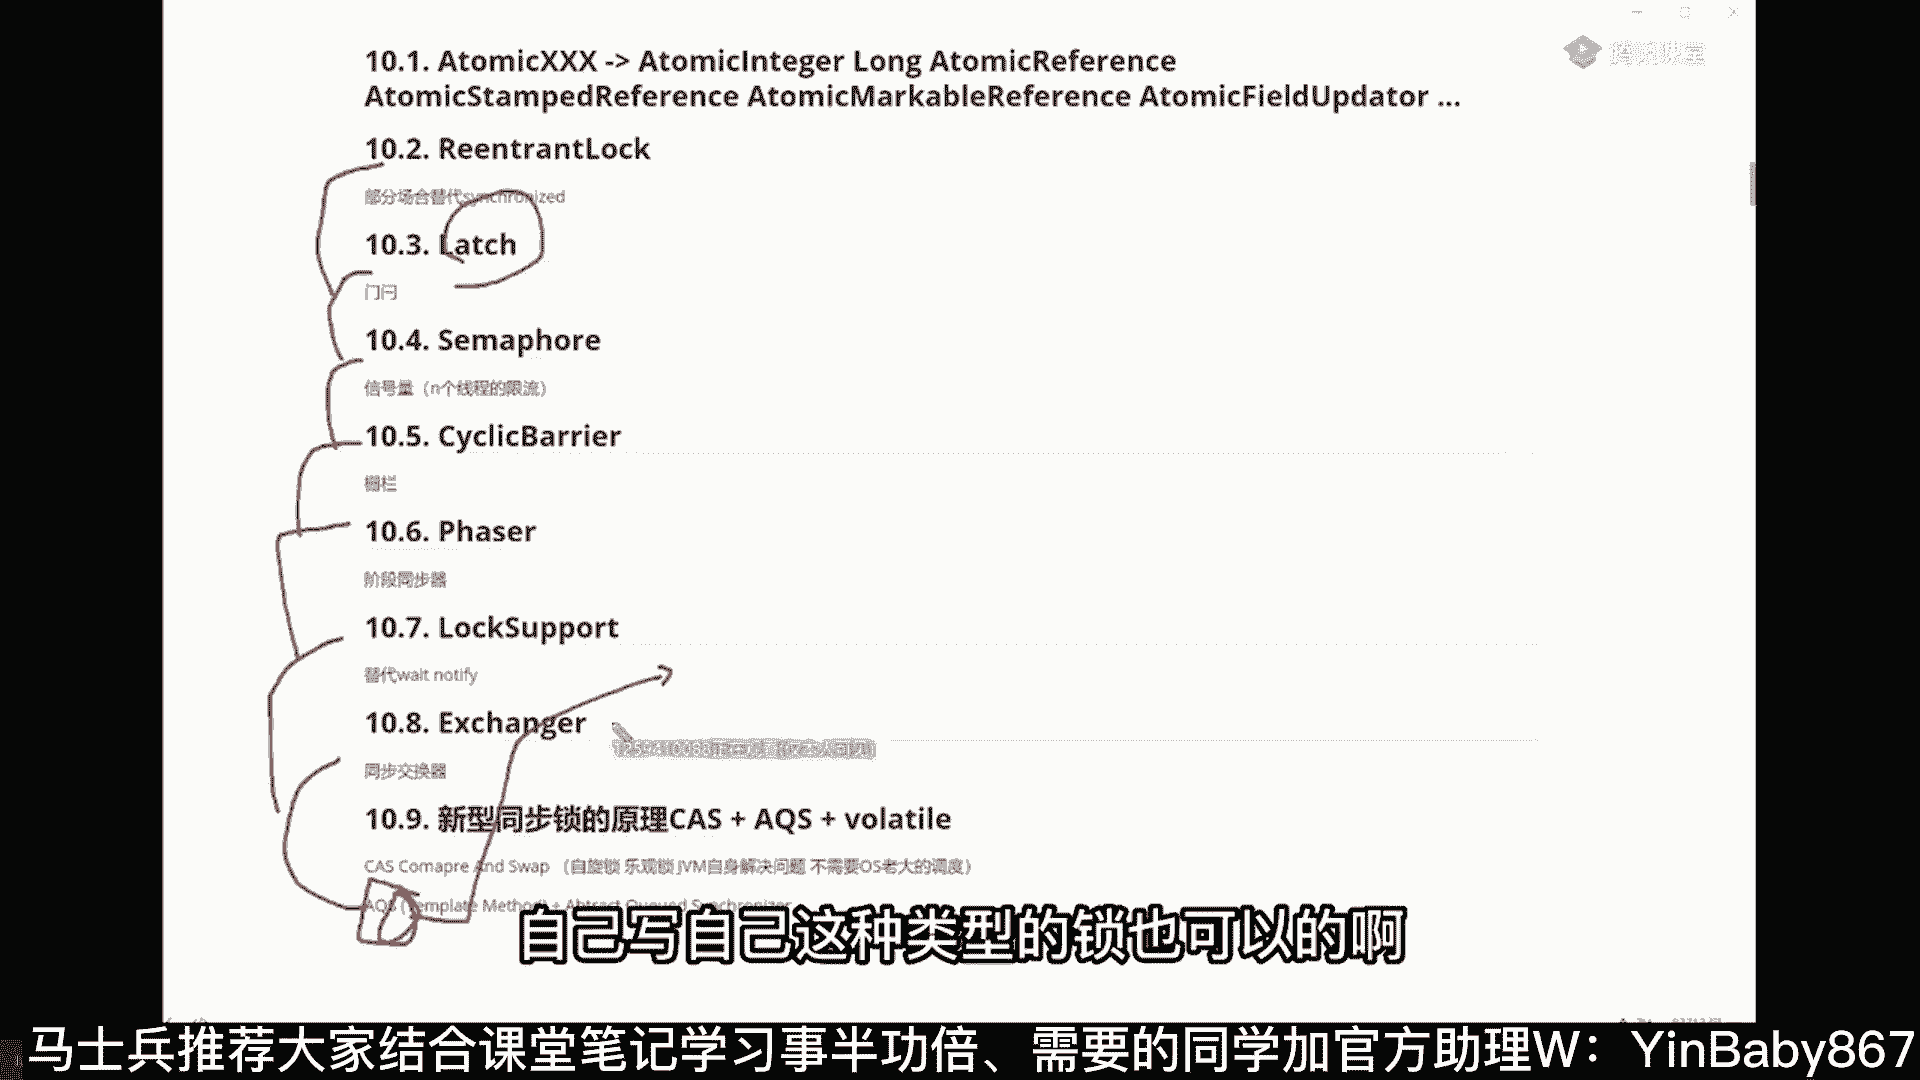 腾讯课堂
10.1. AtomicXXX -> AtomicInteger Long AtomicReference
AtomicStampedReference AtomicMarkableReference AtomicFieldUpdator ...
10.2. ReentrantLock
部分场合替代synchronized
10.3. Latch
门闩
10.4. Semaphore
信号量（n个线程的限流）
10.5. CyclicBarrier
栅栏
10.6. Phaser
阶段同步器
10.7. LockSupport
替代wait notify
10.8. Exchanger
同步交换器
10.9. 新型同步锁的原理CAS + AQS + volatile
CAS Comapre And Swap （自旋锁 乐观锁 JVM自身解决问题 不需要OS老大的调度）
AQS (Template Method) + Abtract Queued Synchronizer
自己写自己这种类型的锁也可以的啊
马士兵推荐大家结合课堂笔记学习事半功倍、需要的同学加官方助理W：YinBaby867